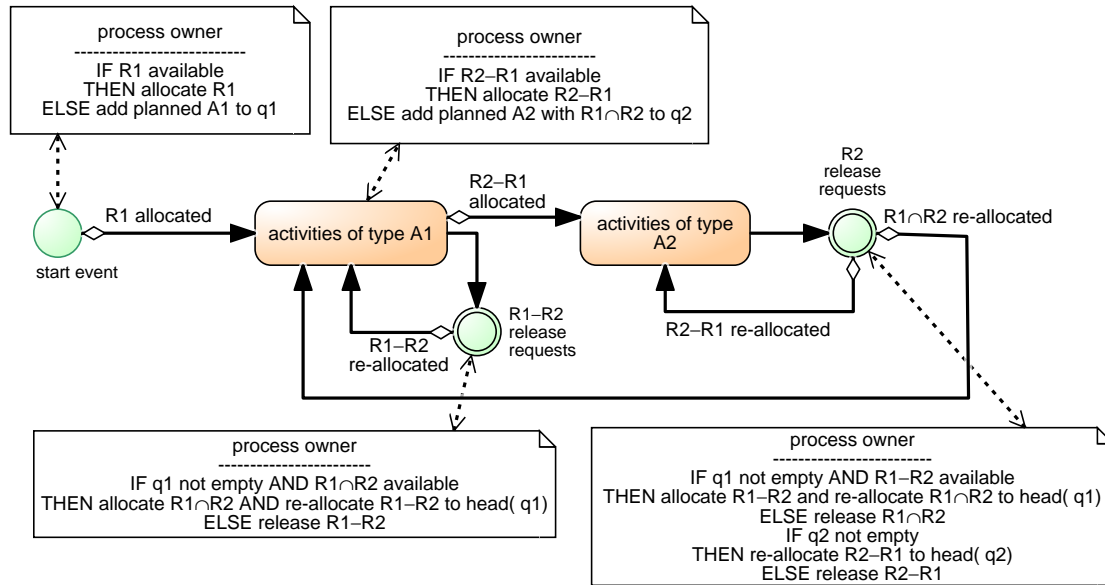 process owner
-------------------------
IF R1 available
THEN allocate R1
ELSE add planned A1 to q1
process owner
-------------------------
IF R2–R1 available
THEN allocate R2–R1
ELSE add planned A2 with R1∩R2 to q2
R2
release
requests
R1 allocated
R2–R1
allocated
R1∩R2 re-allocated
activities of type A1
activities of type
A2
start event
R1–R2
release
requests
R1–R2
re-allocated
R2–R1 re-allocated
process owner
-----------------------
IF q1 not empty AND R1∩R2 available
THEN allocate R1∩R2 AND re-allocate R1–R2 to head( q1)
ELSE release R1–R2
process owner
------------------------
IF q1 not empty AND R1–R2 available
THEN allocate R1–R2 and re-allocate R1∩R2 to head( q1)
ELSE release R1∩R2
IF q2 not empty
THEN re-allocate R2–R1 to head( q2)
ELSE release R2–R1